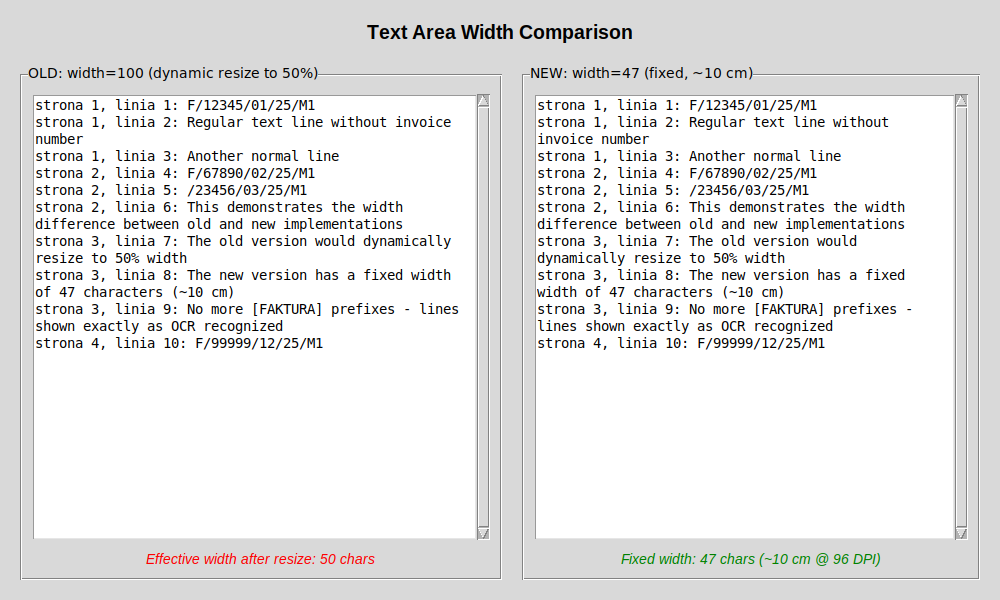 Text Area Width Comparison
OLD: width=100 (dynamic resize to 50%)
strona 1, linia 1: F/12345/01/25/M1
strona 1, linia 2: Regular text line without invoice
number
strona 1, linia 3: Another normal line
strona 2, linia 4: F/67890/02/25/M1
strona 2, linia 5: /23456/03/25/M1
strona 2, linia 6: This demonstrates the width
difference between old and new implementations
strona 3, linia 7: The old version would dynamically
resize to 50% width
strona 3, linia 8: The new version has a fixed width
of 47 characters (~10 cm)
strona 3, linia 9: No more [FAKTURA] prefixes - lines
shown exactly as OCR recognized
strona 4, linia 10: F/99999/12/25/M1
Effective width after resize: 50 chars
NEW: width=47 (fixed, ~10 cm)
strona 1, linia 1: F/12345/01/25/M1
strona 1, linia 2: Regular text line without
invoice number
strona 1, linia 3: Another normal line
strona 2, linia 4: F/67890/02/25/M1
strona 2, linia 5: /23456/03/25/M1
strona 2, linia 6: This demonstrates the width
difference between old and new implementations
strona 3, linia 7: The old version would
dynamically resize to 50% width
strona 3, linia 8: The new version has a fixed
width of 47 characters (~10 cm)
strona 3, linia 9: No more [FAKTURA] prefixes -
lines shown exactly as OCR recognized
strona 4, linia 10: F/99999/12/25/M1
Fixed width: 47 chars (~10 cm @ 96 DPI)